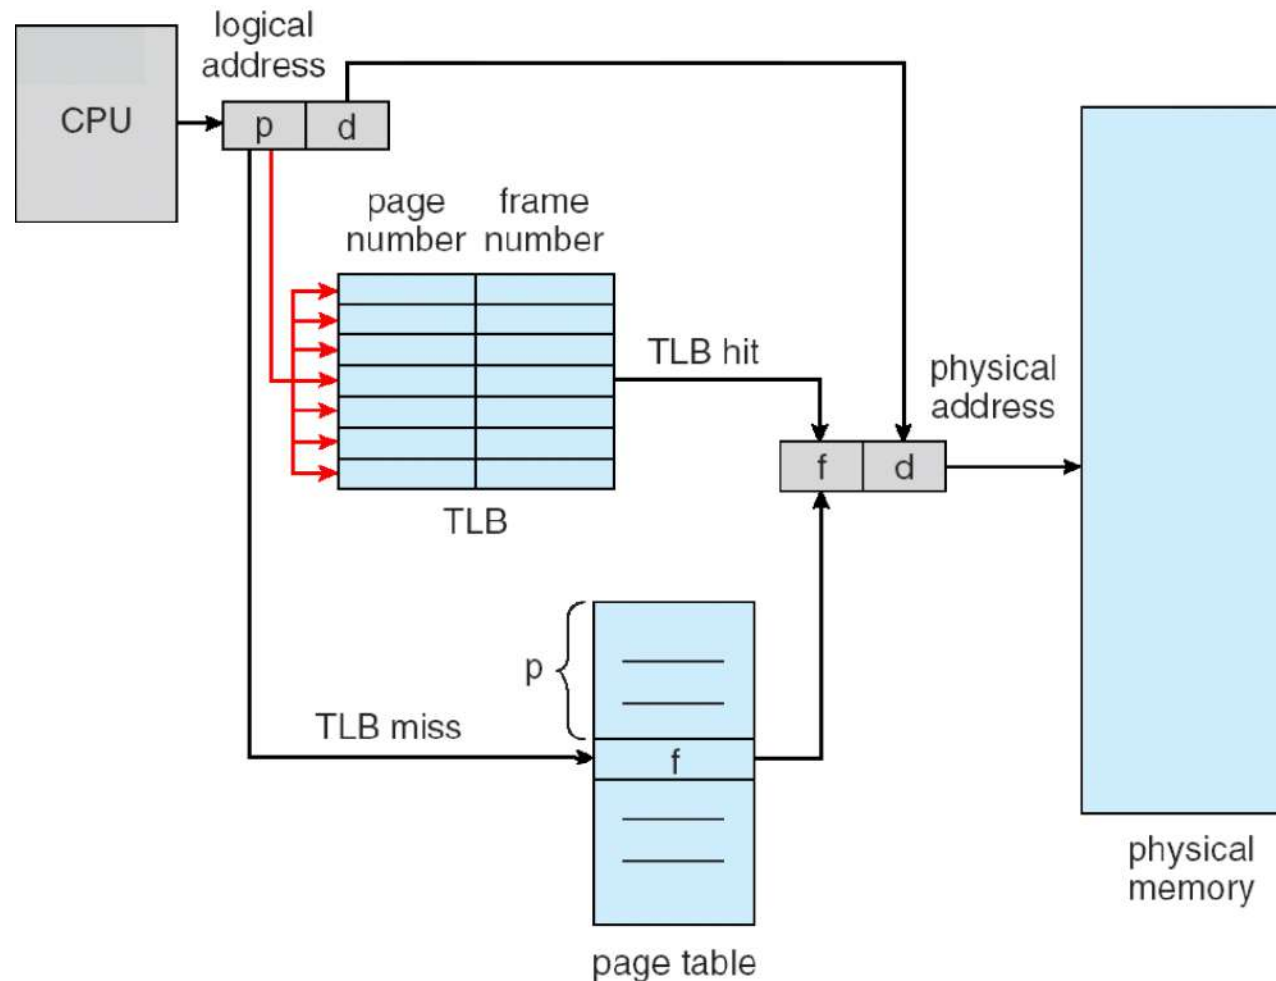 logical
address
CPU
p
d
page
number
frame
number
TLB hit
TLB
physical
address
f
d
p
TLB miss
f
page table
physical
memory